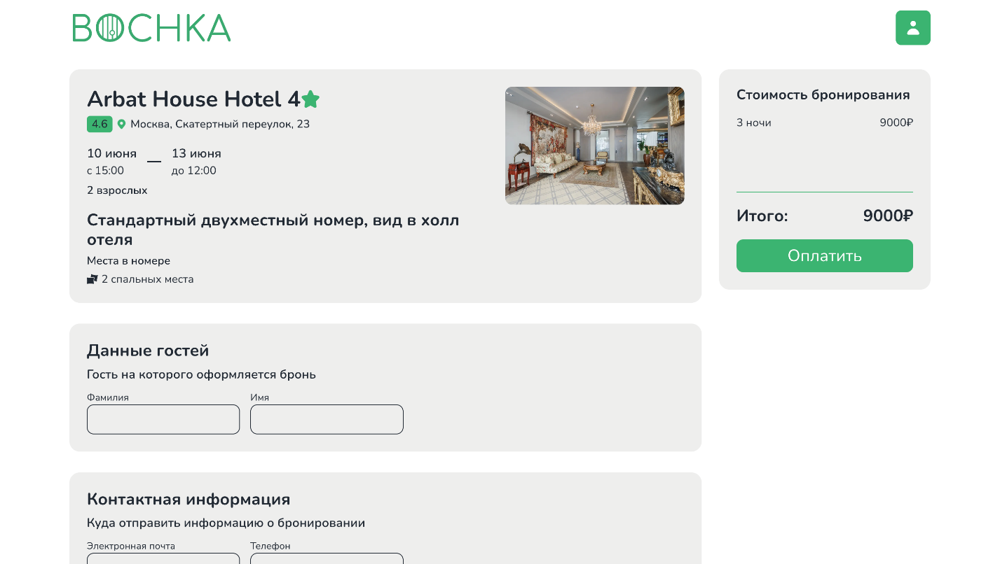 BOCHKA
Arbat House Hotel 4
4.6 Москва, Скатертный переулок, 23
10 июня — 13 июня
с 15:00 до 12:00
2 взрослых
Стандартный двухместный номер, вид в холл
отеля
Места в номере
2 спальных места
Стоимость бронирования
3 ночи 9000₽
Итого: 9000₽
Оплатить
Данные гостей
Гость на которого оформляется бронь
Фамилия Имя
Контактная информация
Куда отправить информацию о бронировании
Электронная почта Телефон